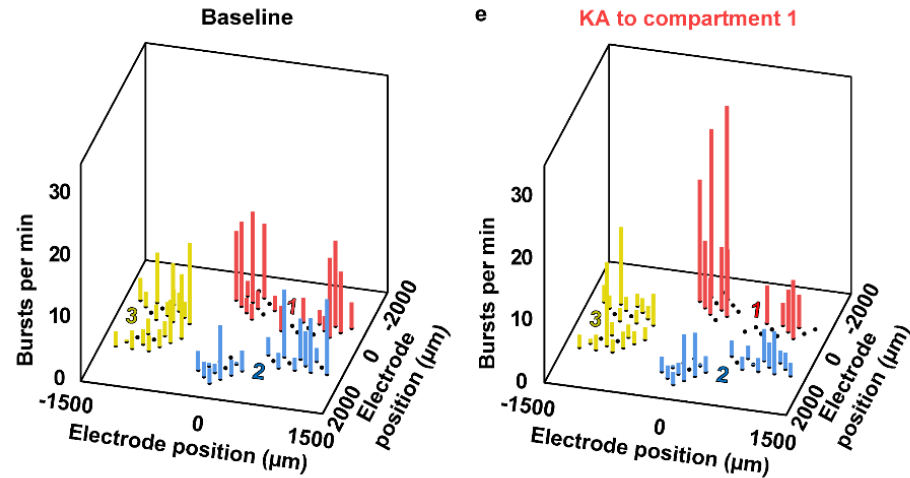 Baseline
Bursts per min
30
20
10
0
-1500
0
1500
Electrode position (µm)
2000
0
-2000
Electrode
position (µm)
3
1
2
e
KA to compartment 1
Bursts per min
30
20
10
0
-1500
0
1500
Electrode position (µm)
2000
0
-2000
Electrode
position (µm)
3
1
2